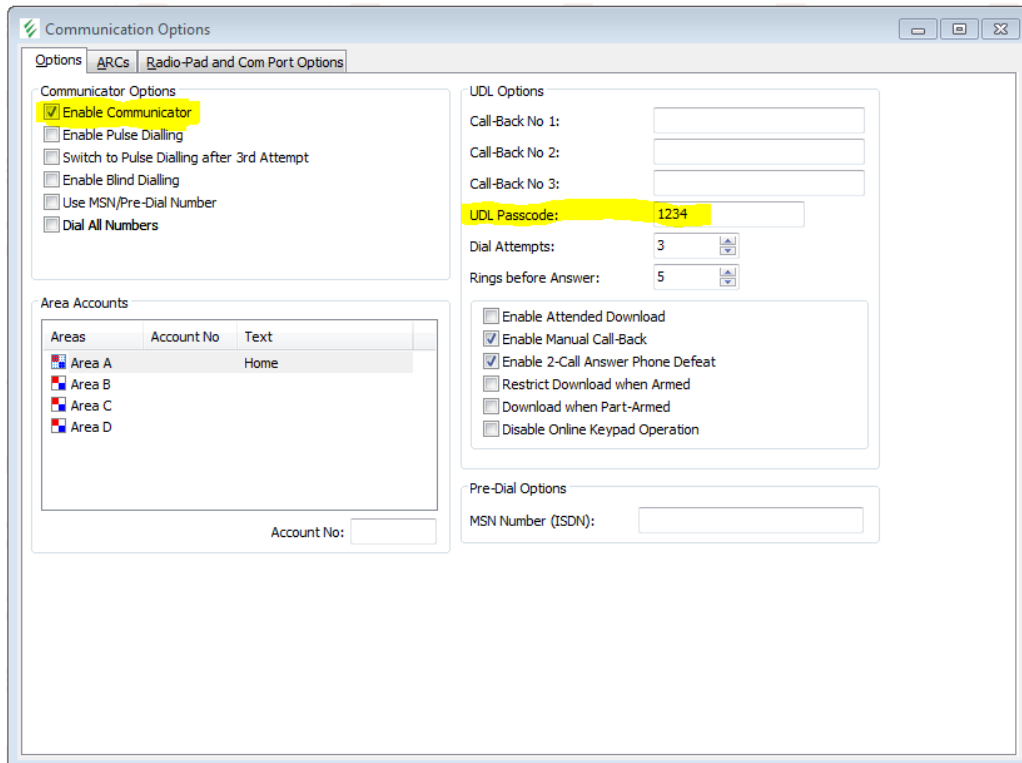 Communication Options
Options ARCs Radio-Pad and Com Port Options
Communicator Options
Enable Communicator
Enable Pulse Dialling
Switch to Pulse Dialling after 3rd Attempt
Enable Blind Dialling
Use MSN/Pre-Dial Number
Dial All Numbers
Area Accounts
Areas Account No Text
Area A Home
Area B
Area C
Area D
Account No:
UDL Options
Call-Back No 1:
Call-Back No 2:
Call-Back No 3:
UDL Passcode: 1234
Dial Attempts: 3
Rings before Answer: 5
Enable Attended Download
Enable Manual Call-Back
Enable 2-Call Answer Phone Defeat
Restrict Download when Armed
Download when Part-Armed
Disable Online Keypad Operation
Pre-Dial Options
MSN Number (ISDN):